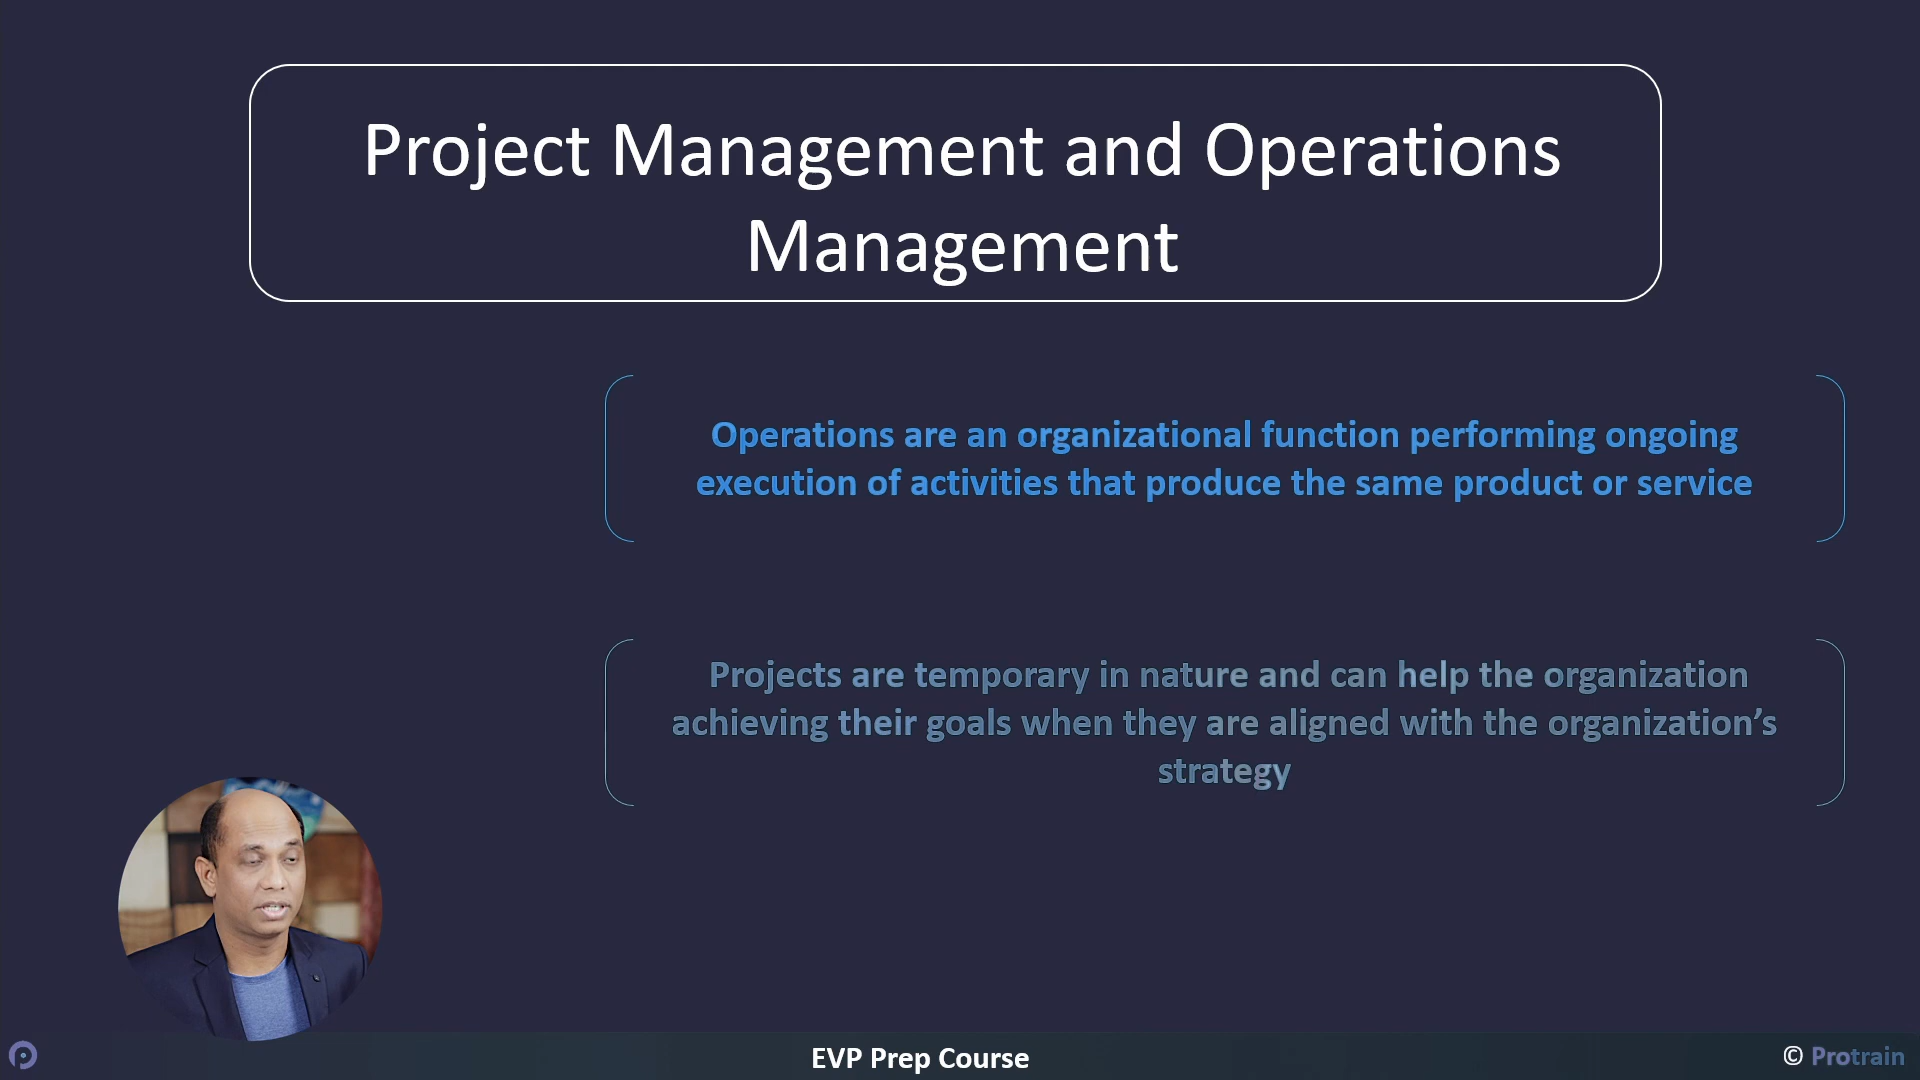 Project Management and Operations
Management
Operations are an organizational function performing ongoing
execution of activities that produce the same product or service
Projects are temporary in nature and can help the organization
achieving their goals when they are aligned with the organization’s
strategy
EVP Prep Course
© Protrain